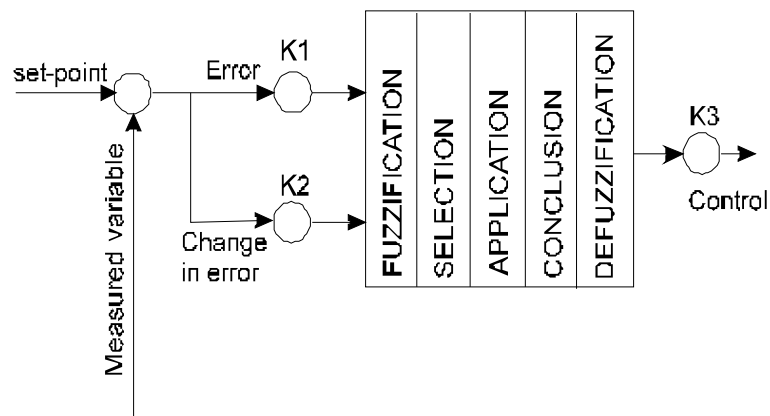 set-point
Error
K1
Measured variable
Change
in error
K2
FUZZIFICATION
SELECTION
APPLICATION
CONCLUSION
DEFUZZIFICATION
K3
Control